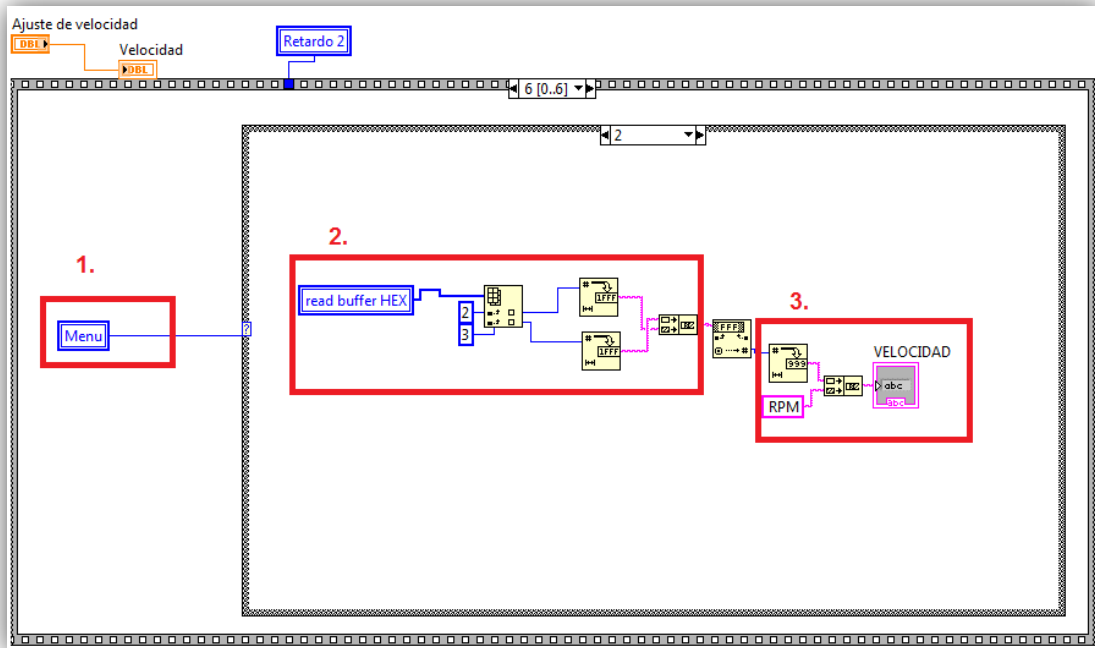 Ajuste de velocidad
DBL
Velocidad
DBL
Retardo 2
6 [0..6]
2
1.
2.
3.
Menu
?
read buffer HEX
2
3
#
1FFF
#
1FFF
FFF
#
#
999
RPM
VELOCIDAD
abc
abc